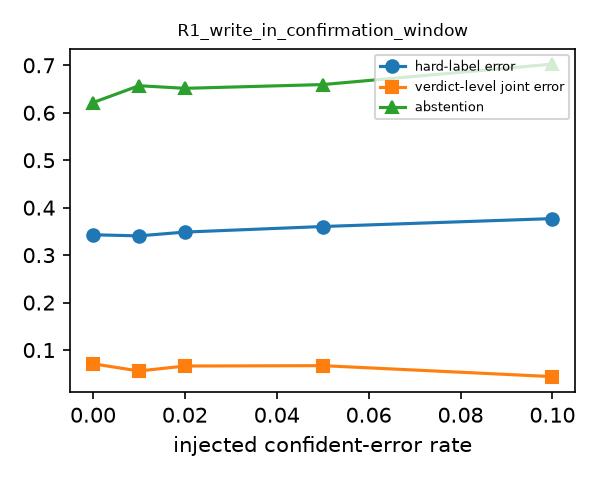 R1_write_in_confirmation_window
hard-label error
verdict-level joint error
abstention
0.7
0.6
0.5
0.4
0.3
0.2
0.1
0.00 0.02 0.04 0.06 0.08 0.10
injected confident-error rate